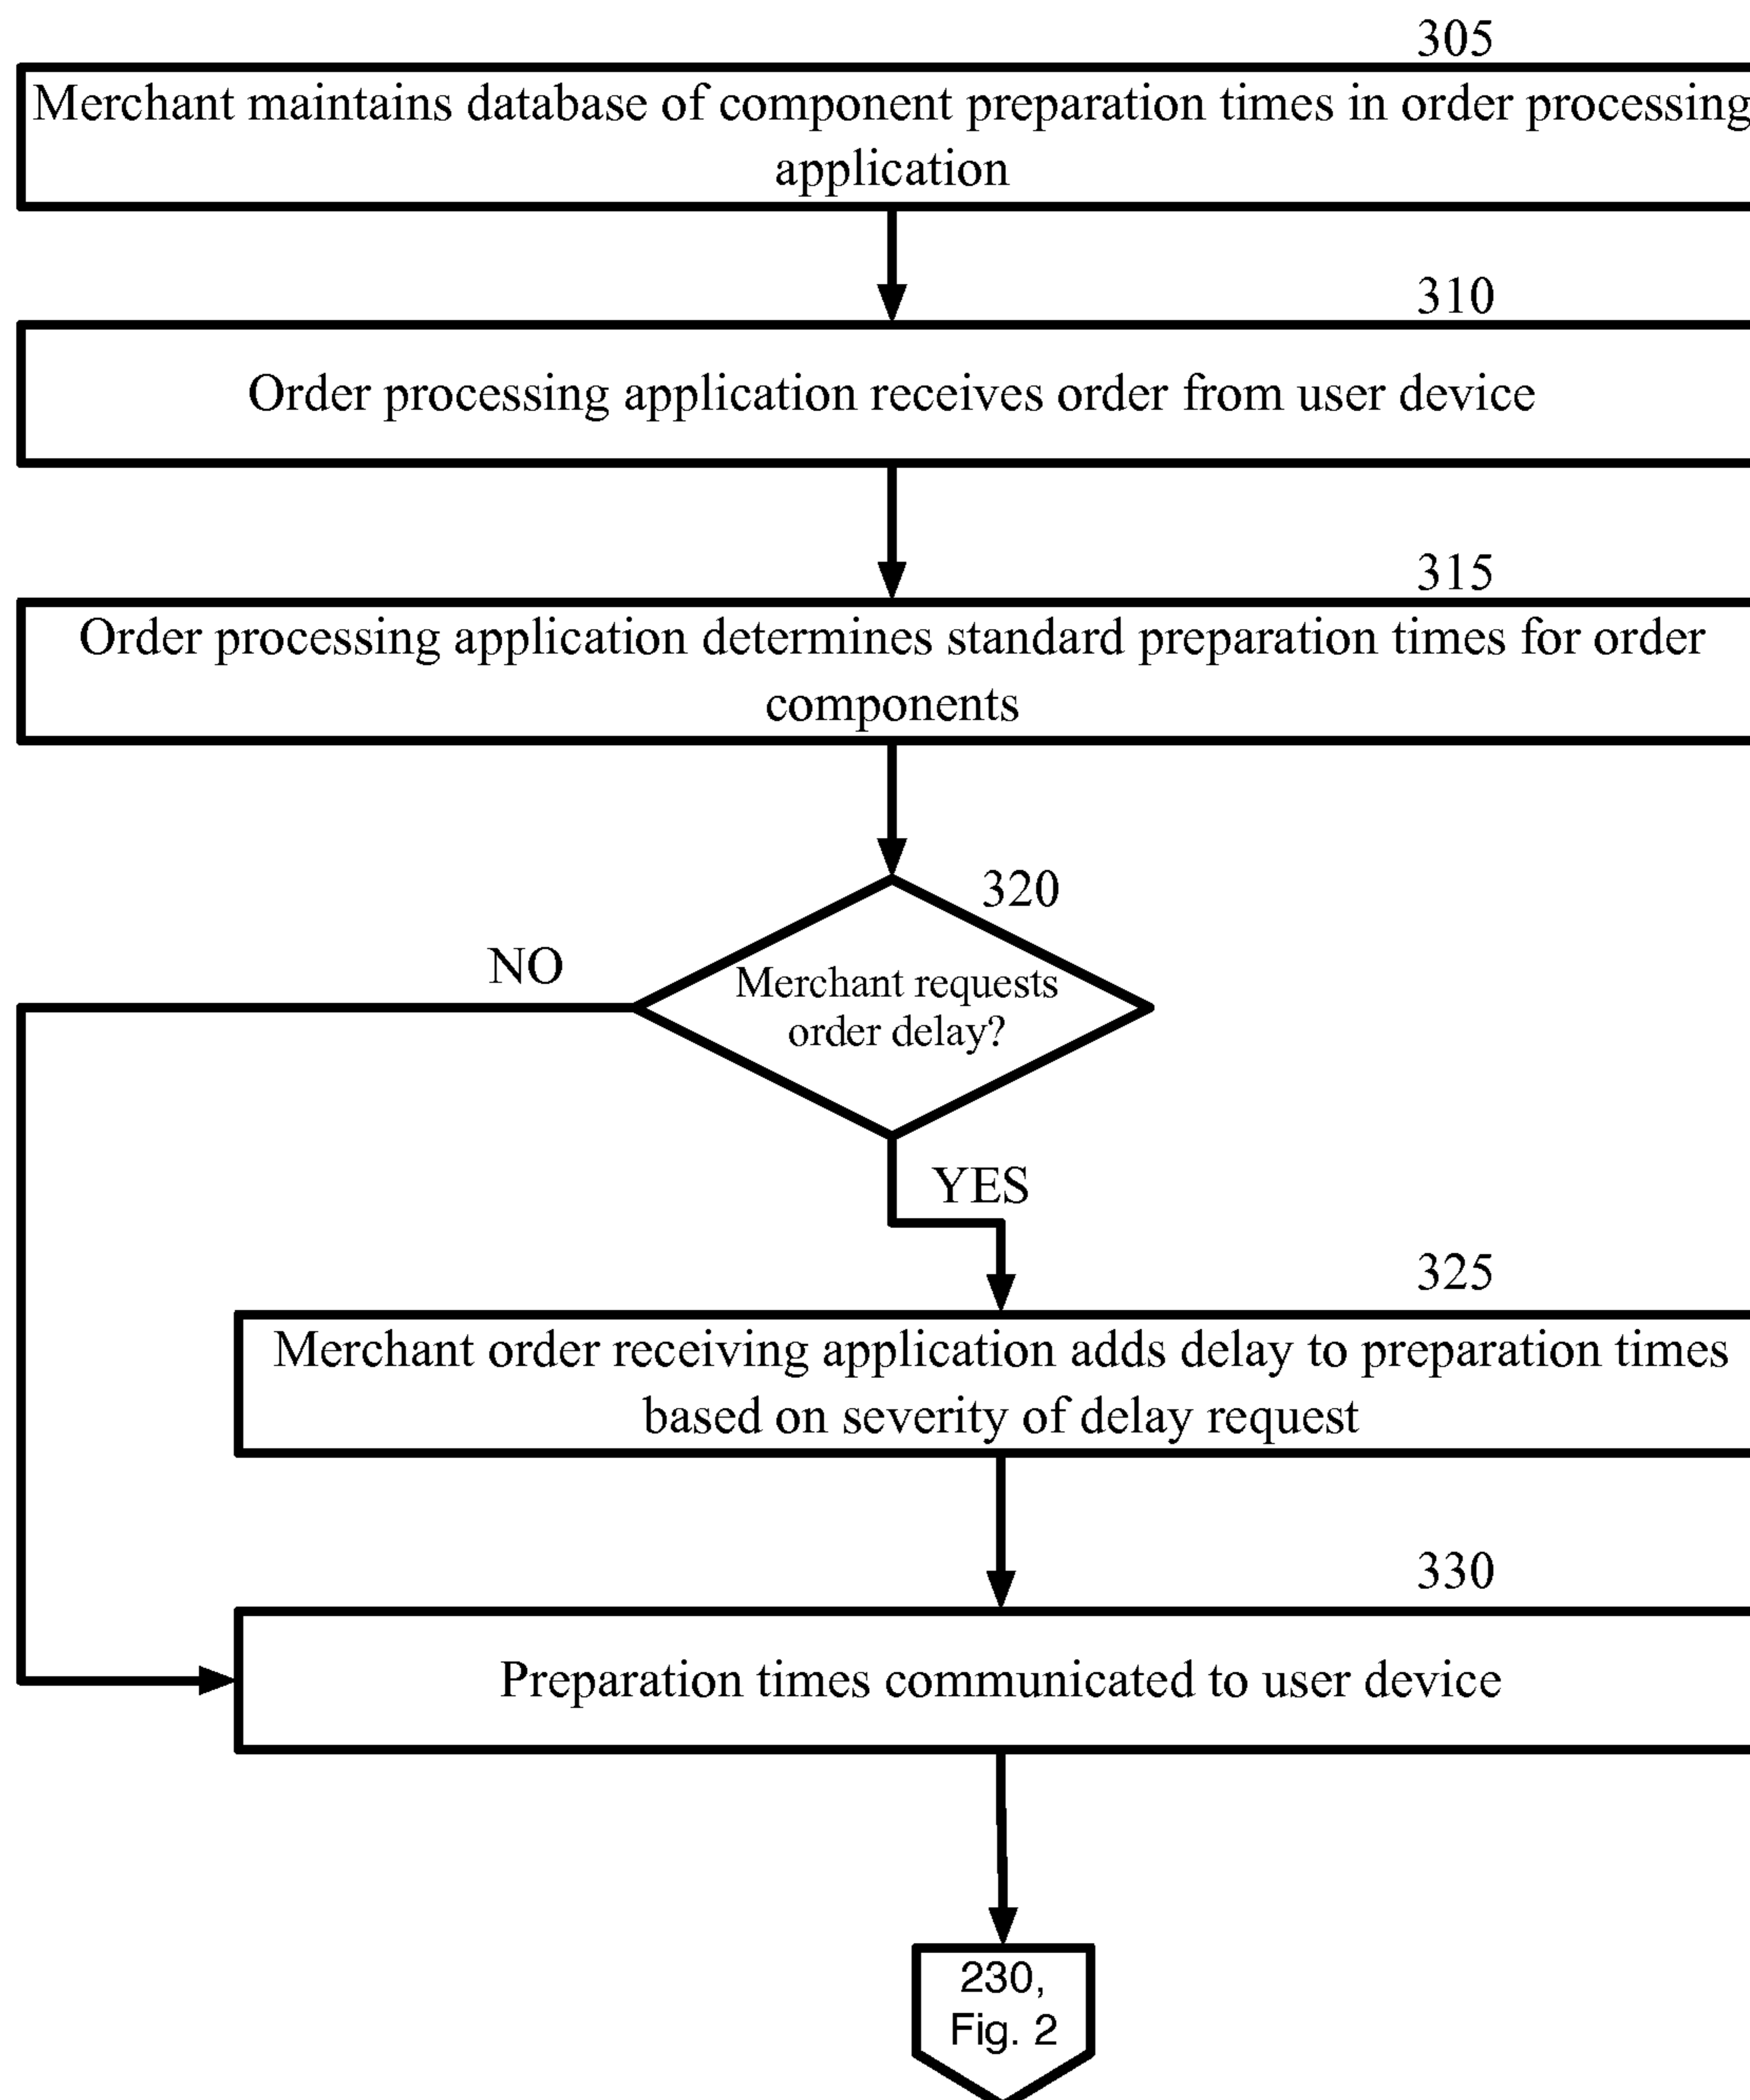 305
Merchant maintains database of component preparation times in order processing
application
310
Order processing application receives order from user device
315
Order processing application determines standard preparation times for order
components
320
NO
Merchant requests
order delay?
YES
325
Merchant order receiving application adds delay to preparation times
based on severity of delay request
330
Preparation times communicated to user device
230,
Fig. 2